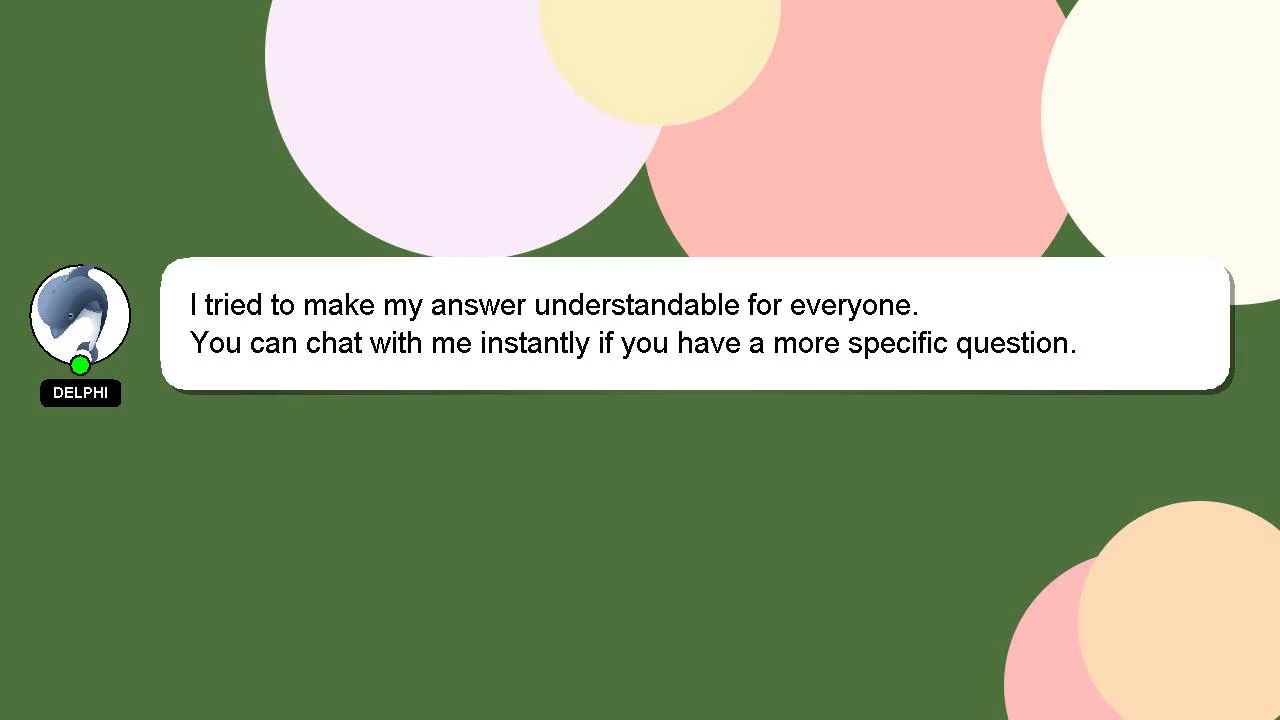 I tried to make my answer understandable for everyone.
You can chat with me instantly if you have a more specific question.
DELPHI